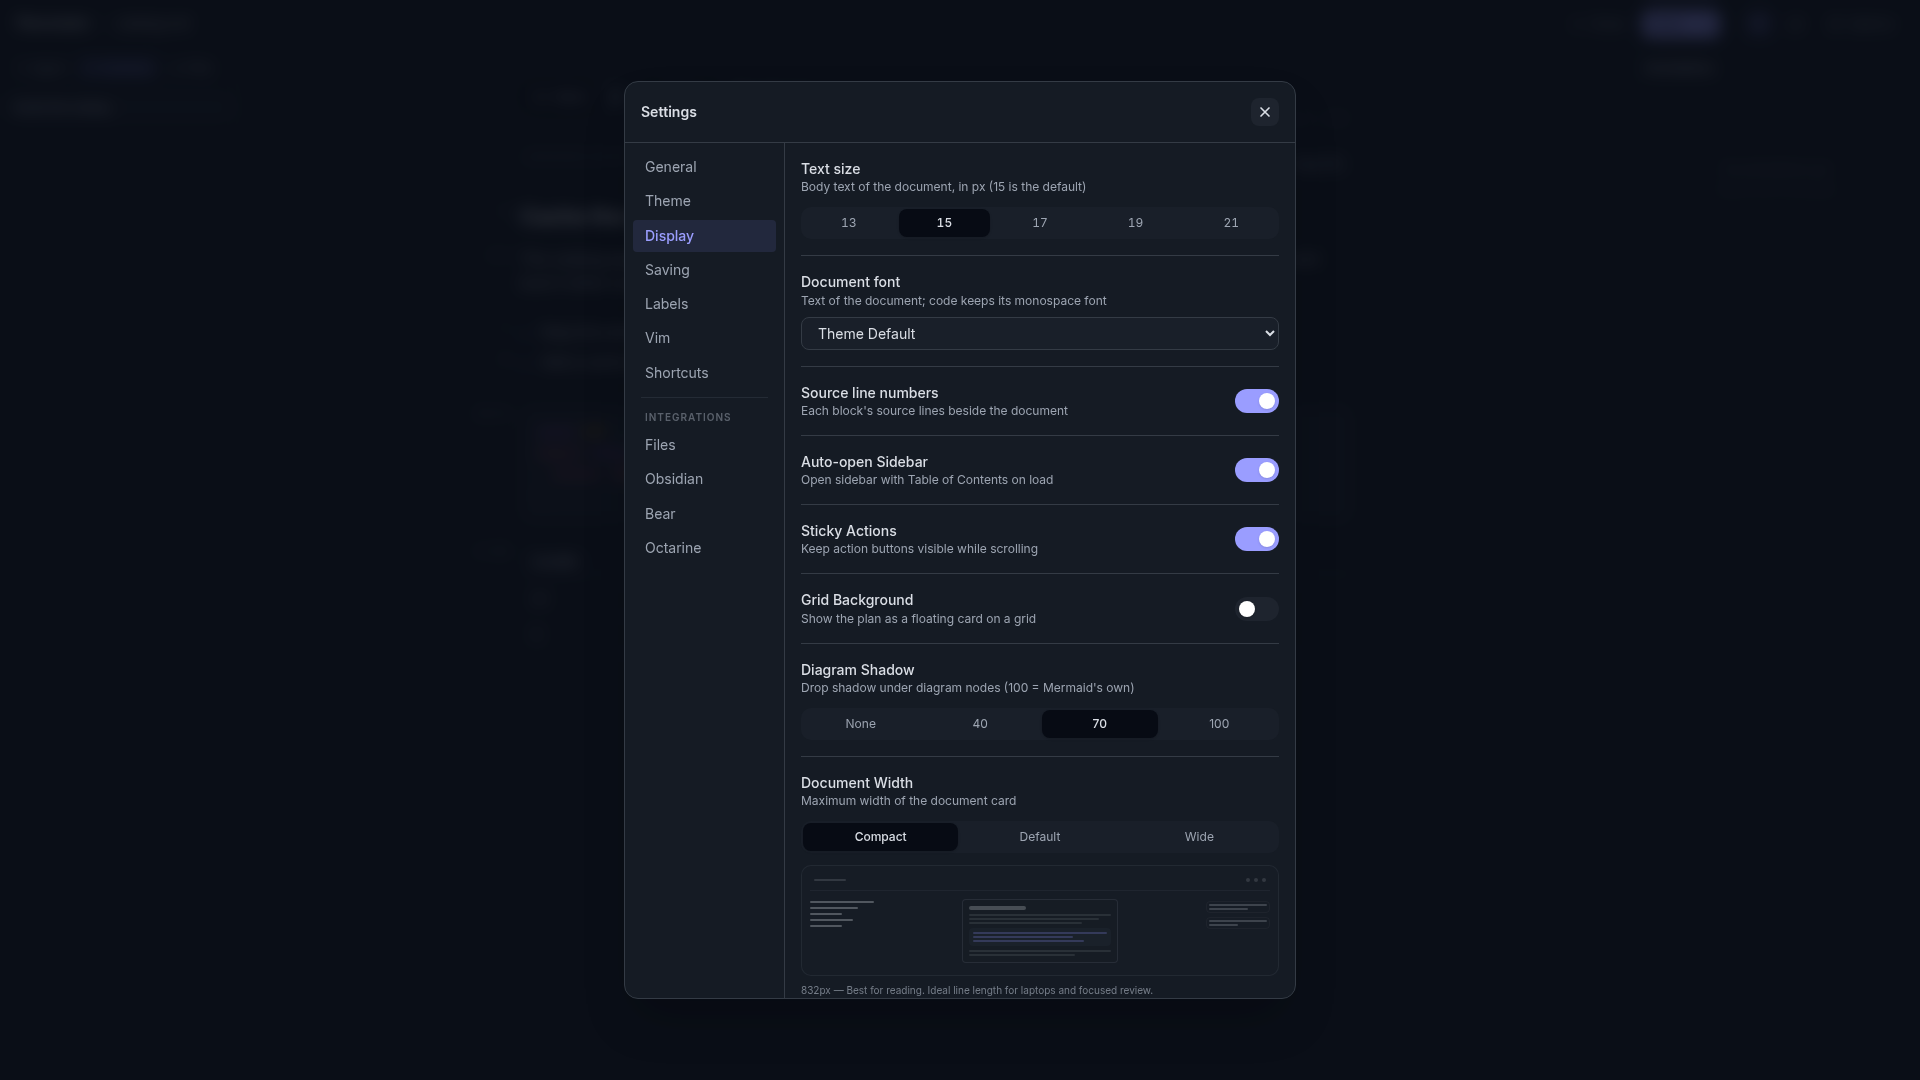 Settings
General
Theme
Display
Saving
Labels
Vim
Shortcuts
INTEGRATIONS
Files
Obsidian
Bear
Octarine
Text size
Body text of the document, in px (15 is the default)
13 15 17 19 21
Document font
Text of the document; code keeps its monospace font
Theme Default
Source line numbers
Each block's source lines beside the document
Auto-open Sidebar
Open sidebar with Table of Contents on load
Sticky Actions
Keep action buttons visible while scrolling
Grid Background
Show the plan as a floating card on a grid
Diagram Shadow
Drop shadow under diagram nodes (100 = Mermaid's own)
None 40 70 100
Document Width
Maximum width of the document card
Compact Default Wide
832px — Best for reading. Ideal line length for laptops and focused review.